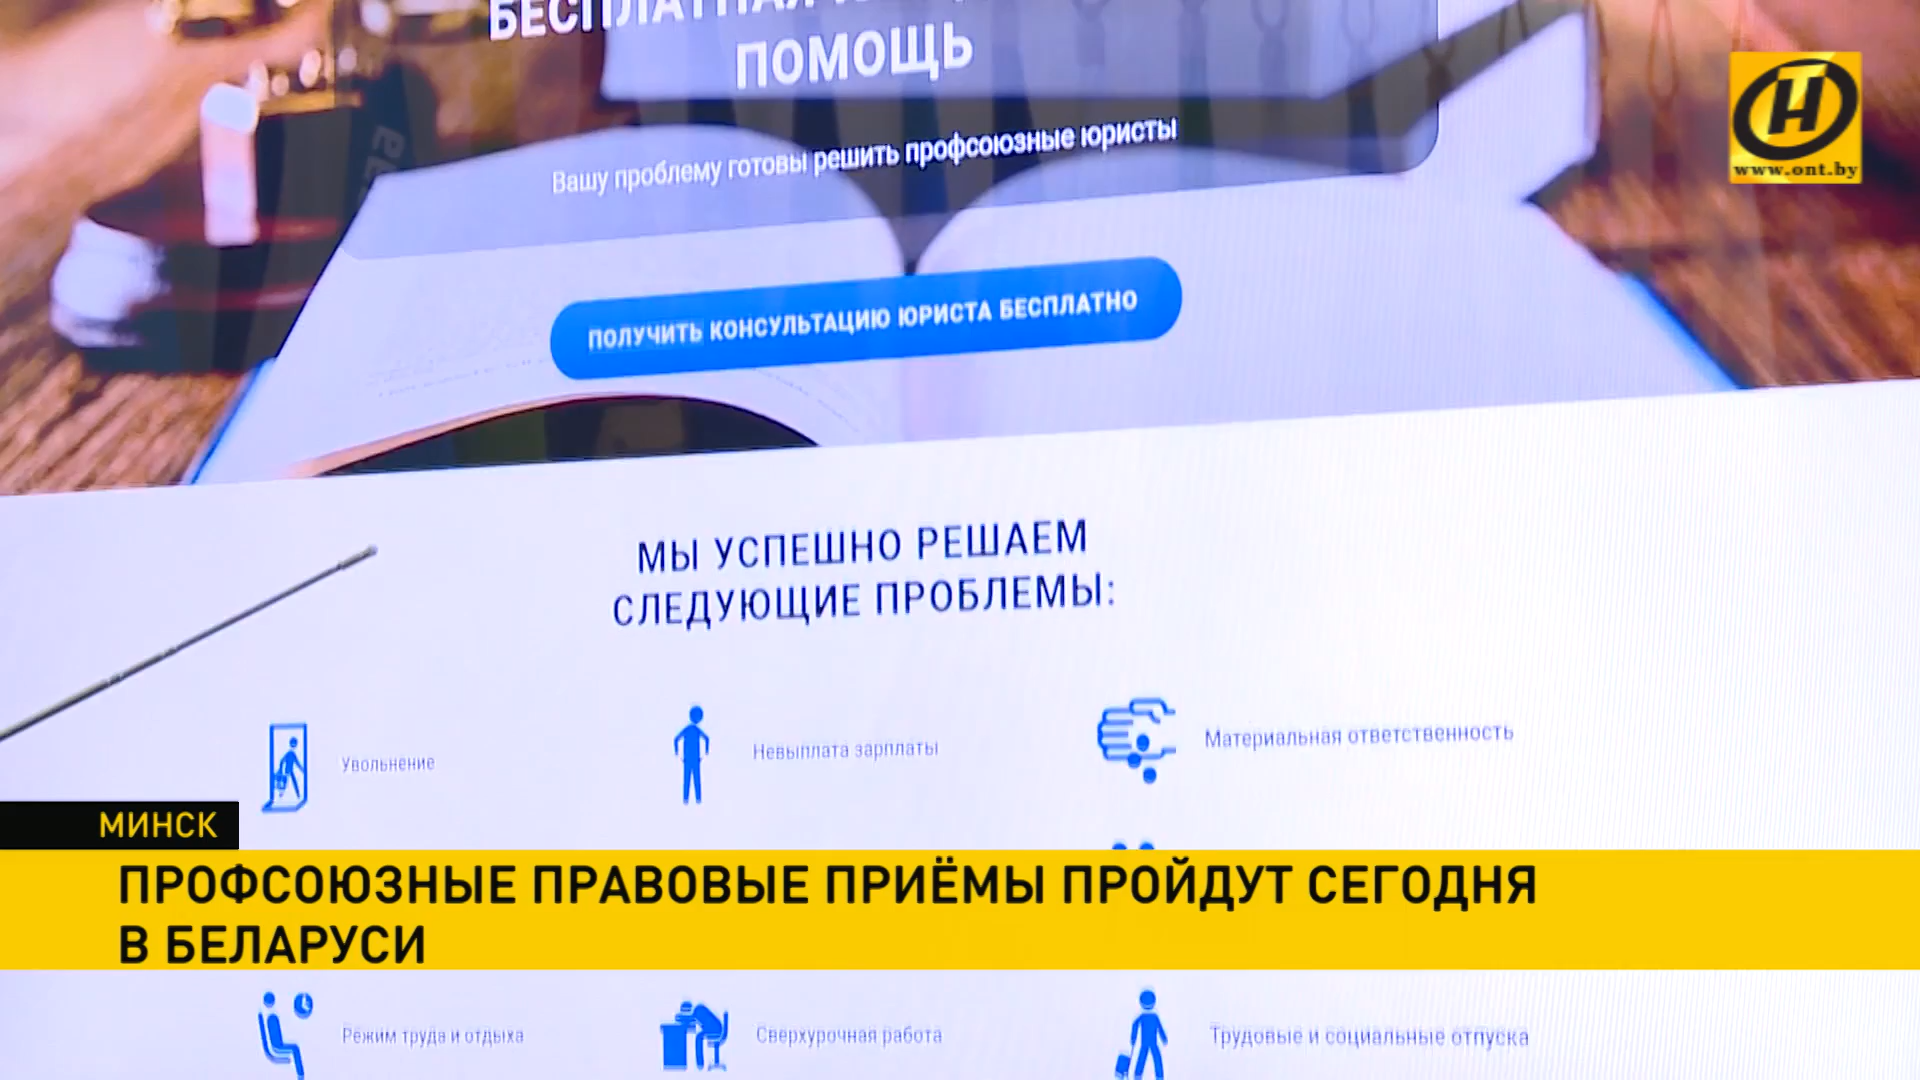 БЕСПЛАТНАЯ
ПОМОЩЬ
Вашу проблему готовы решить профсоюзные юристы
ПОЛУЧИТЬ КОНСУЛЬТАЦИЮ ЮРИСТА БЕСПЛАТНО
ОНТ
www.ont.by
МЫ УСПЕШНО РЕШАЕМ
СЛЕДУЮЩИЕ ПРОБЛЕМЫ:
Увольнение
Невыплата зарплаты
Материальная ответственность
МИНСК
ПРОФСОЮЗНЫЕ ПРАВОВЫЕ ПРИЁМЫ ПРОЙДУТ СЕГОДНЯ
В БЕЛАРУСИ
Режим труда и отдыха
Сверхурочная работа
Трудовые и социальные отпуска